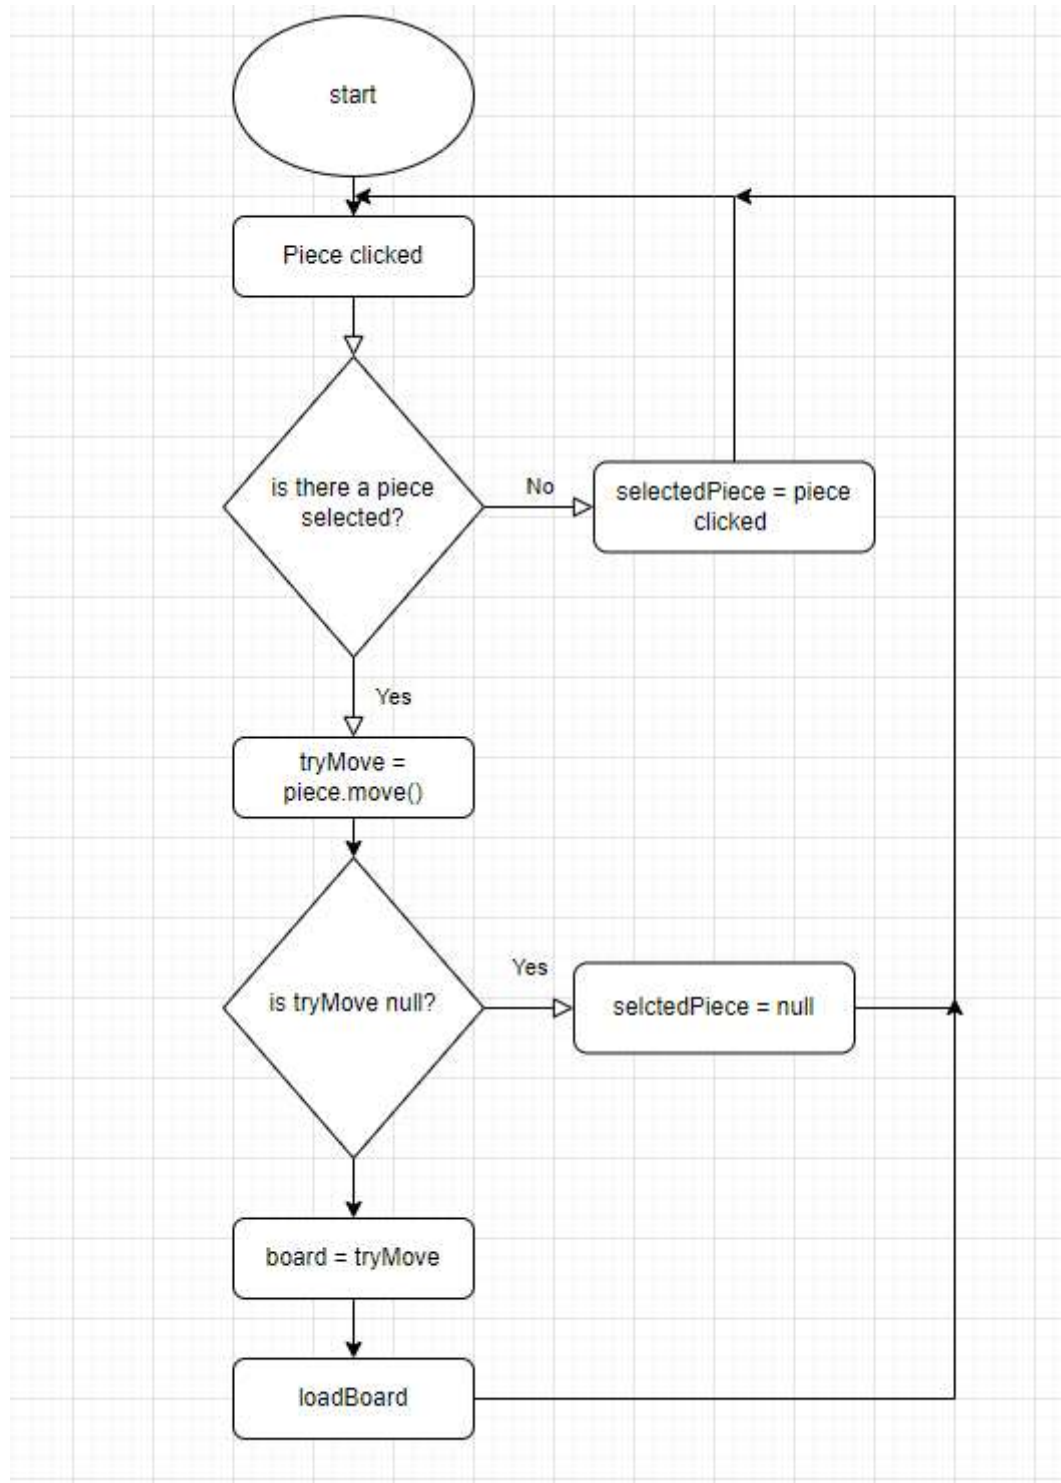 start
Piece clicked
is there a piece
selected?
No
selectedPiece = piece
clicked
Yes
tryMove =
piece.move()
is tryMove null?
Yes
selctedPiece = null
board = tryMove
loadBoard